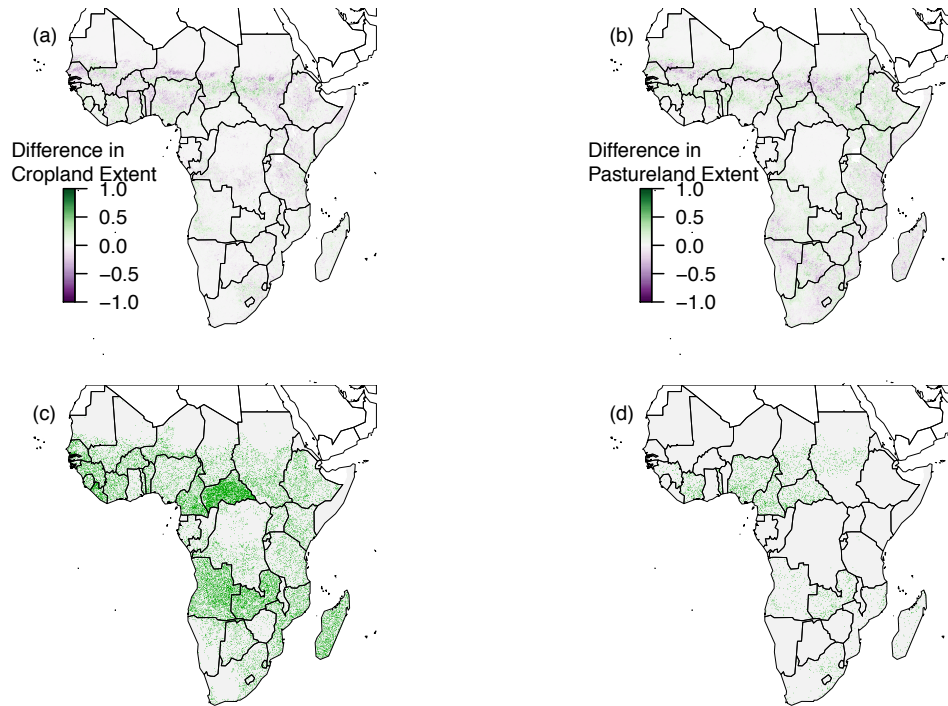 (a)
Difference in
Cropland Extent
1.0
0.5
0.0
−0.5
−1.0
(b)
Difference in
Pastureland Extent
1.0
0.5
0.0
−0.5
−1.0
(c)
(d)